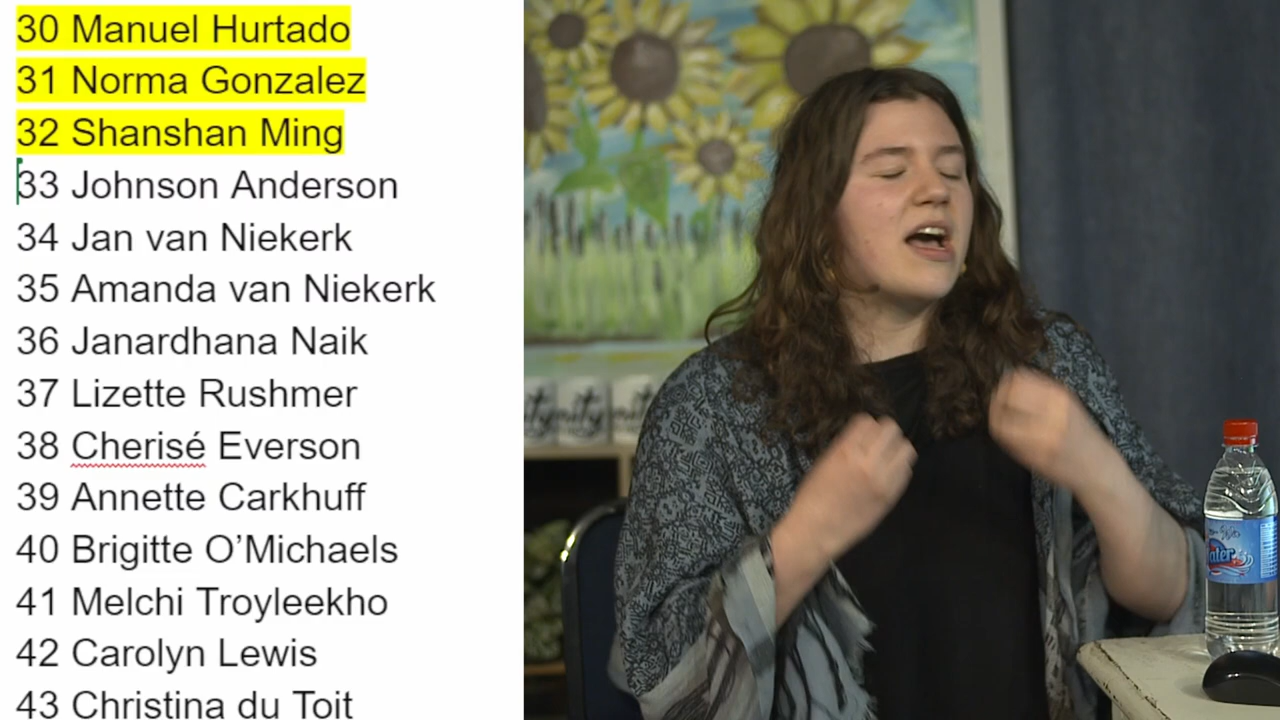 30 Manuel Hurtado
31 Norma Gonzalez
32 Shanshan Ming
33 Johnson Anderson
34 Jan van Niekerk
35 Amanda van Niekerk
36 Janardhana Naik
37 Lizette Rushmer
38 Cherisé Everson
39 Annette Carkhuff
40 Brigitte O’Michaels
41 Melchi Troyleekho
42 Carolyn Lewis
43 Christina du Toit